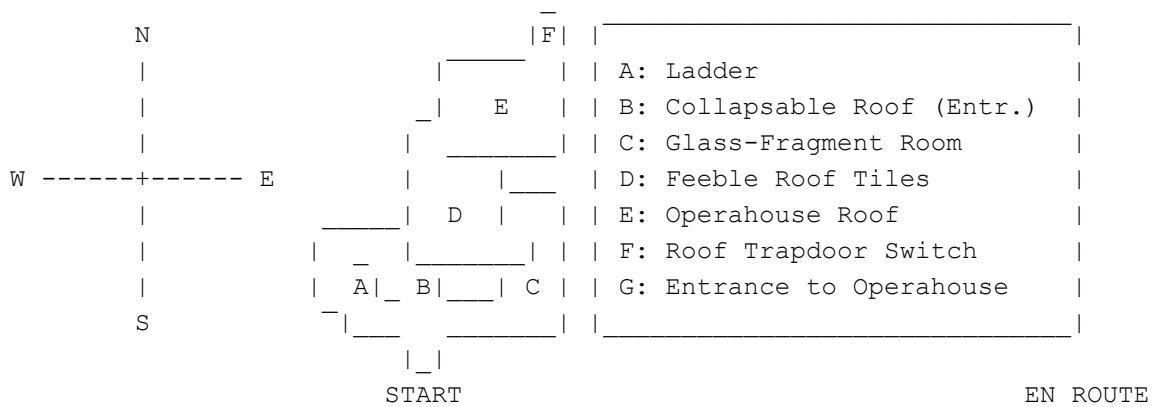 N F
A: Ladder
E B: Collapsable Roof (Entr.)
C: Glass-Fragment Room
W E D: Feeble Roof Tiles
D E: Operahouse Roof
F: Roof Trapdoor Switch
A B C G: Entrance to Operahouse
S
START EN ROUTE